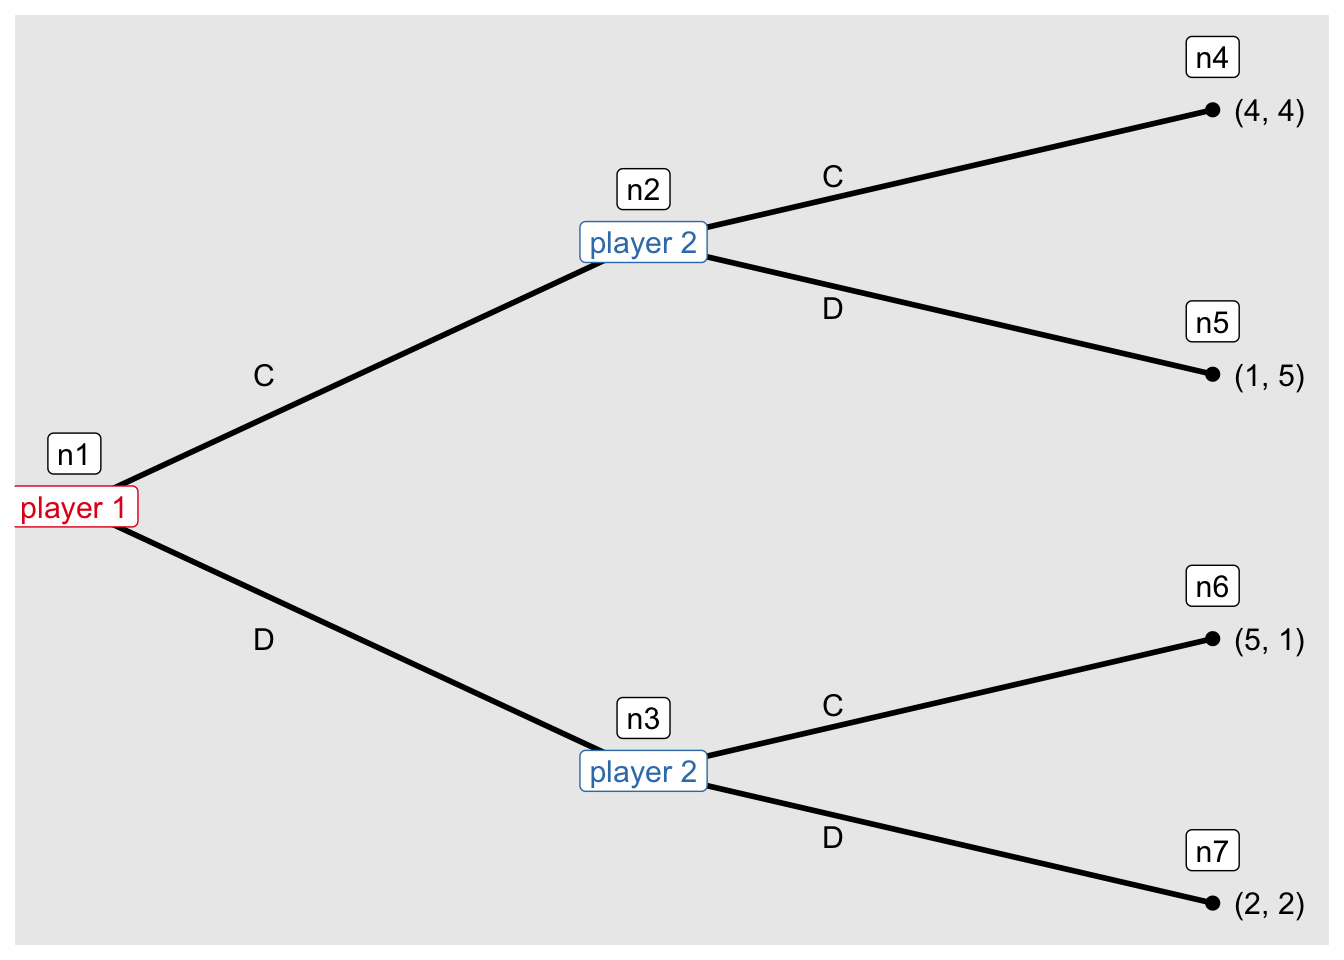 n4
(4, 4)
C
n2
player 2
D
n5
(1, 5)
C
n1
player 1
D
n6
(5, 1)
C
n3
player 2
D
n7
(2, 2)